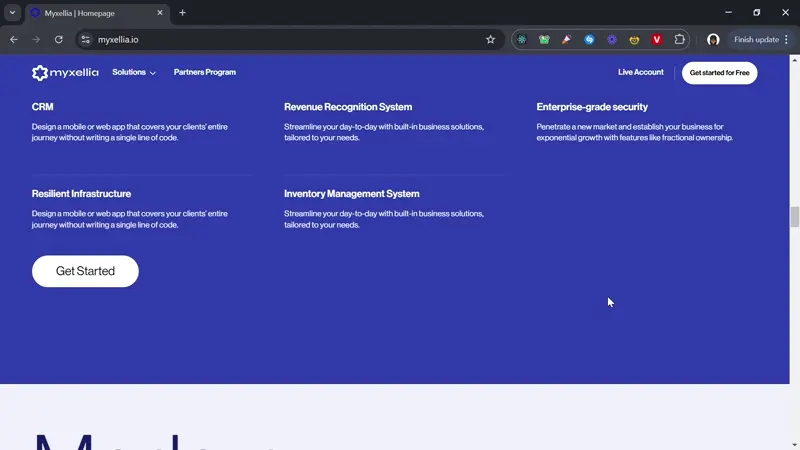 Myxellia | Homepage
myxellia.io
Finish update
myxellia
Solutions
Partners Program
Live Account
Get started for Free
CRM
Design a mobile or web app that covers your clients' entire
journey without writing a single line of code.
Revenue Recognition System
Streamline your day-to-day with built-in business solutions,
tailored to your needs.
Enterprise-grade security
Penetrate a new market and establish your business for
exponential growth with features like fractional ownership.
Resilient Infrastructure
Design a mobile or web app that covers your clients' entire
journey without writing a single line of code.
Inventory Management System
Streamline your day-to-day with built-in business solutions,
tailored to your needs.
Get Started